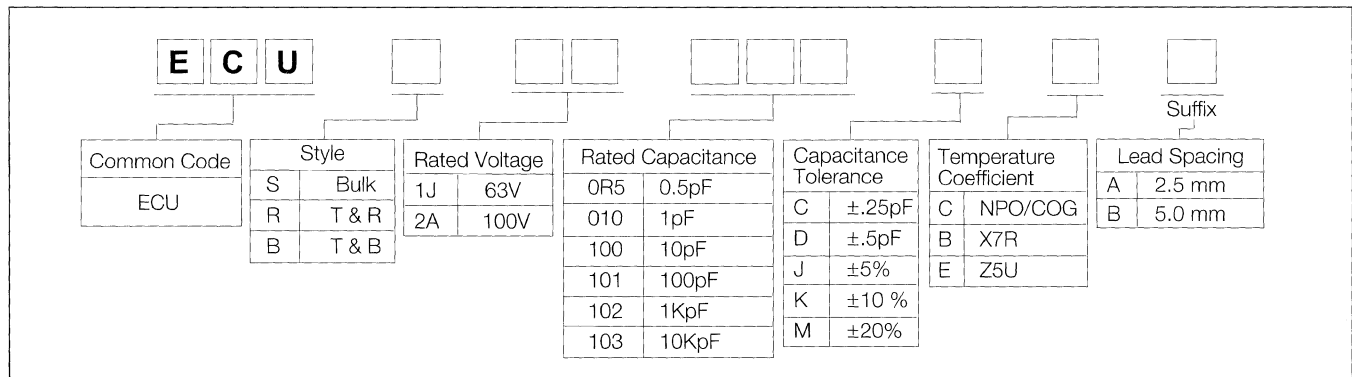 E C U
Suffix
Common Code
ECU
Style
S Bulk
R T & R
B T & B
Rated Voltage
1J 63V
2A 100V
Rated Capacitance
0R5 0.5pF
010 1pF
100 10pF
101 100pF
102 1KpF
103 10KpF
Capacitance
Tolerance
C ±.25pF
D ±.5pF
J ±5%
K ±10 %
M ±20%
Temperature
Coefficient
C NPO/COG
B X7R
E Z5U
Lead Spacing
A 2.5 mm
B 5.0 mm